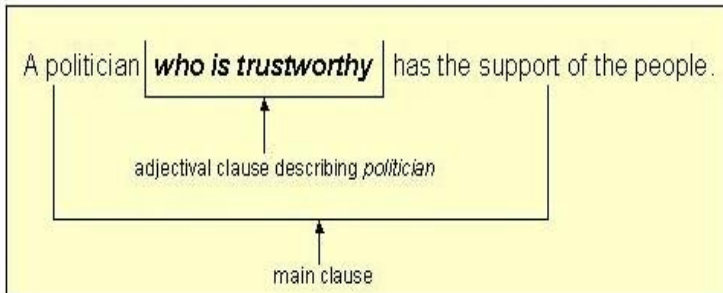 A politician who is trustworthy has the support of the people.
adjectival clause describing politician
main clause